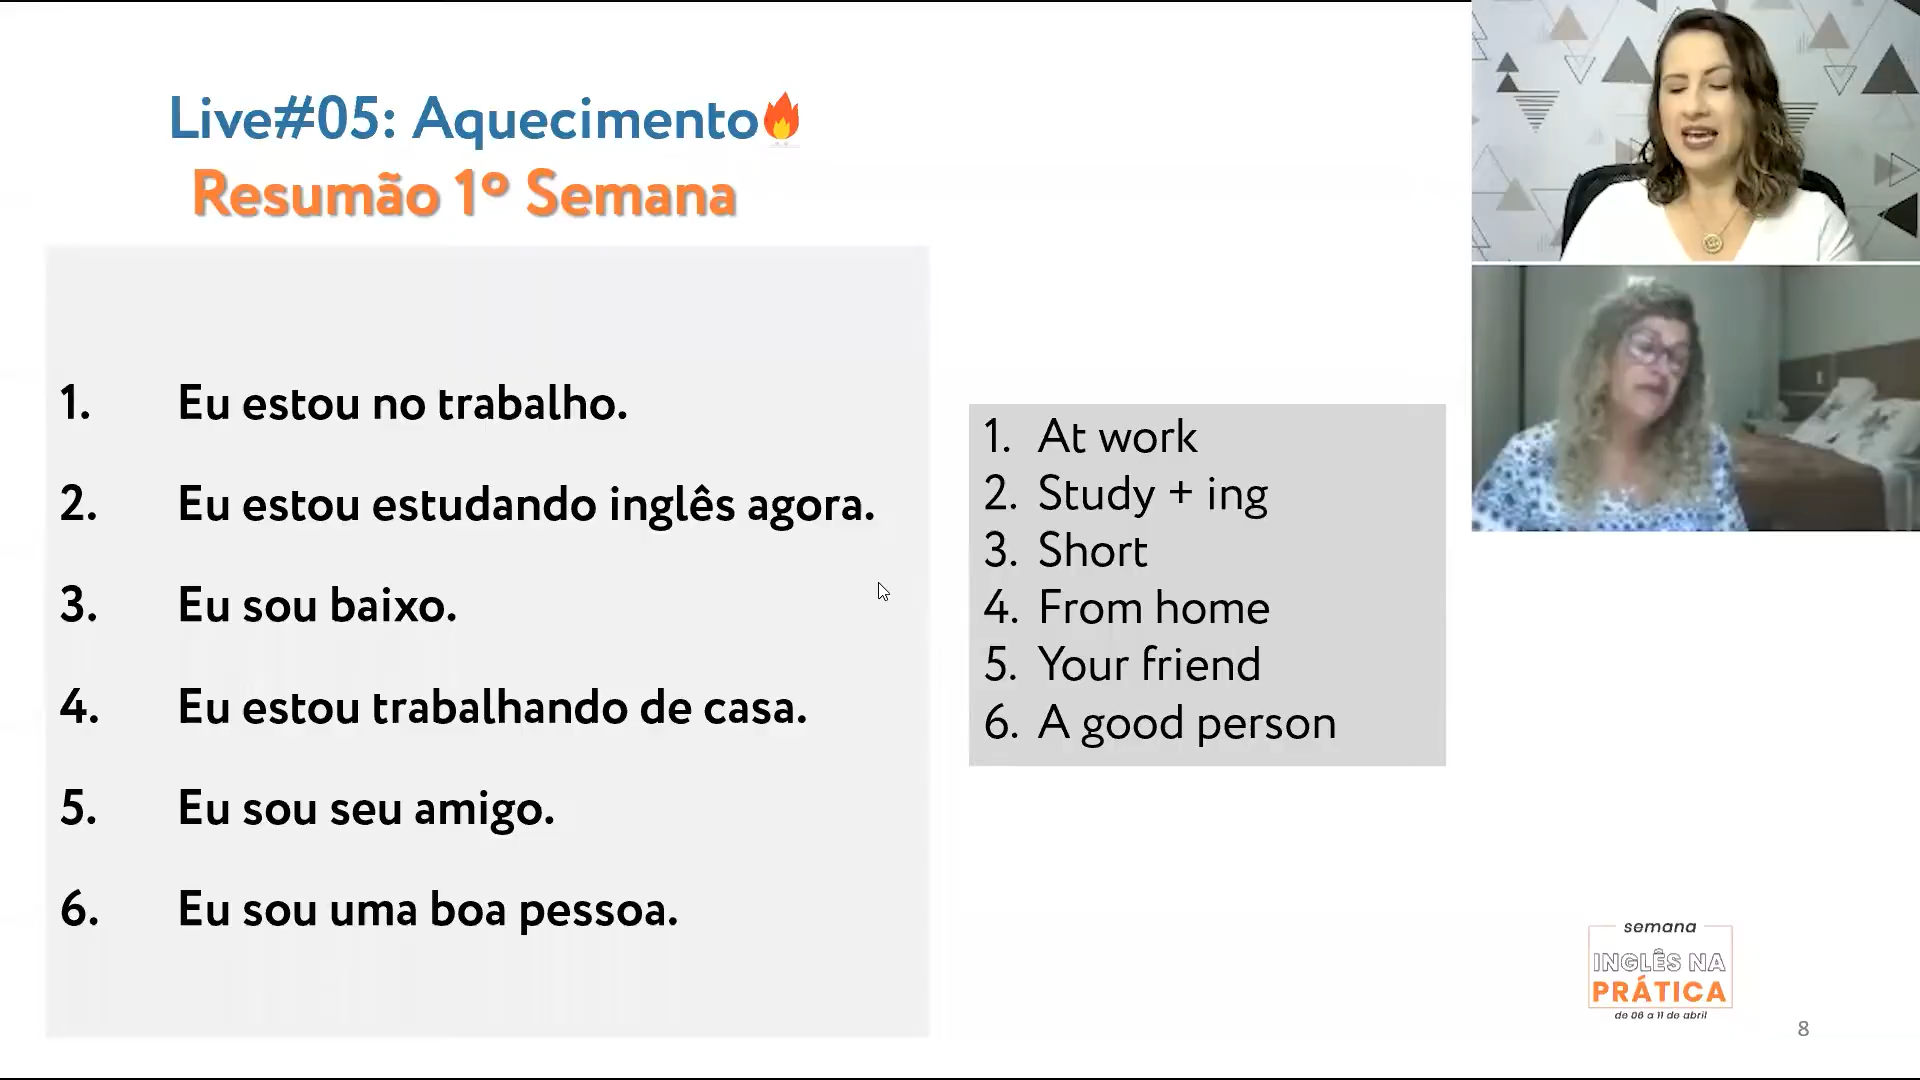 Live#05: Aquecimento🔥
Resumão 1º Semana
1. Eu estou no trabalho.
2. Eu estou estudando inglês agora.
3. Eu sou baixo.
4. Eu estou trabalhando de casa.
5. Eu sou seu amigo.
6. Eu sou uma boa pessoa.
1. At work
2. Study + ing
3. Short
4. From home
5. Your friend
6. A good person
semana
INGLÊS NA
PRÁTICA
de 06 a 11 de abril
8